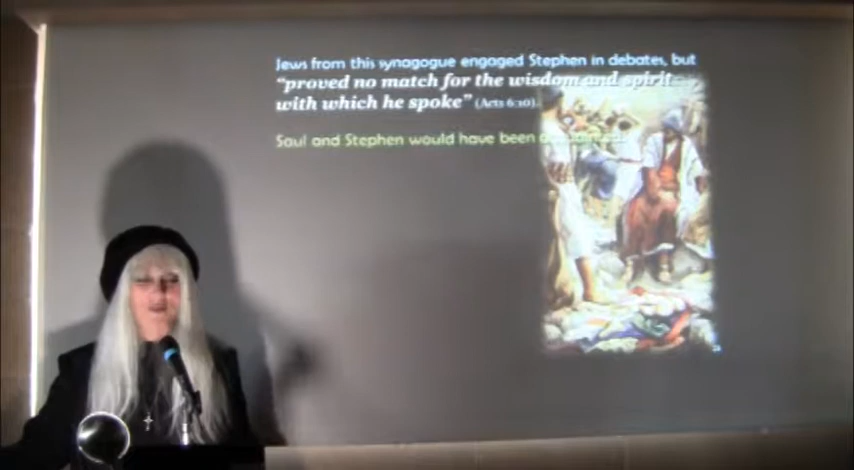 Jews from this synagogue engaged Stephen in debates, but
"proved no match for the wisdom and spirit
with which he spoke" (Acts 6:10).
Saul and Stephen would have been